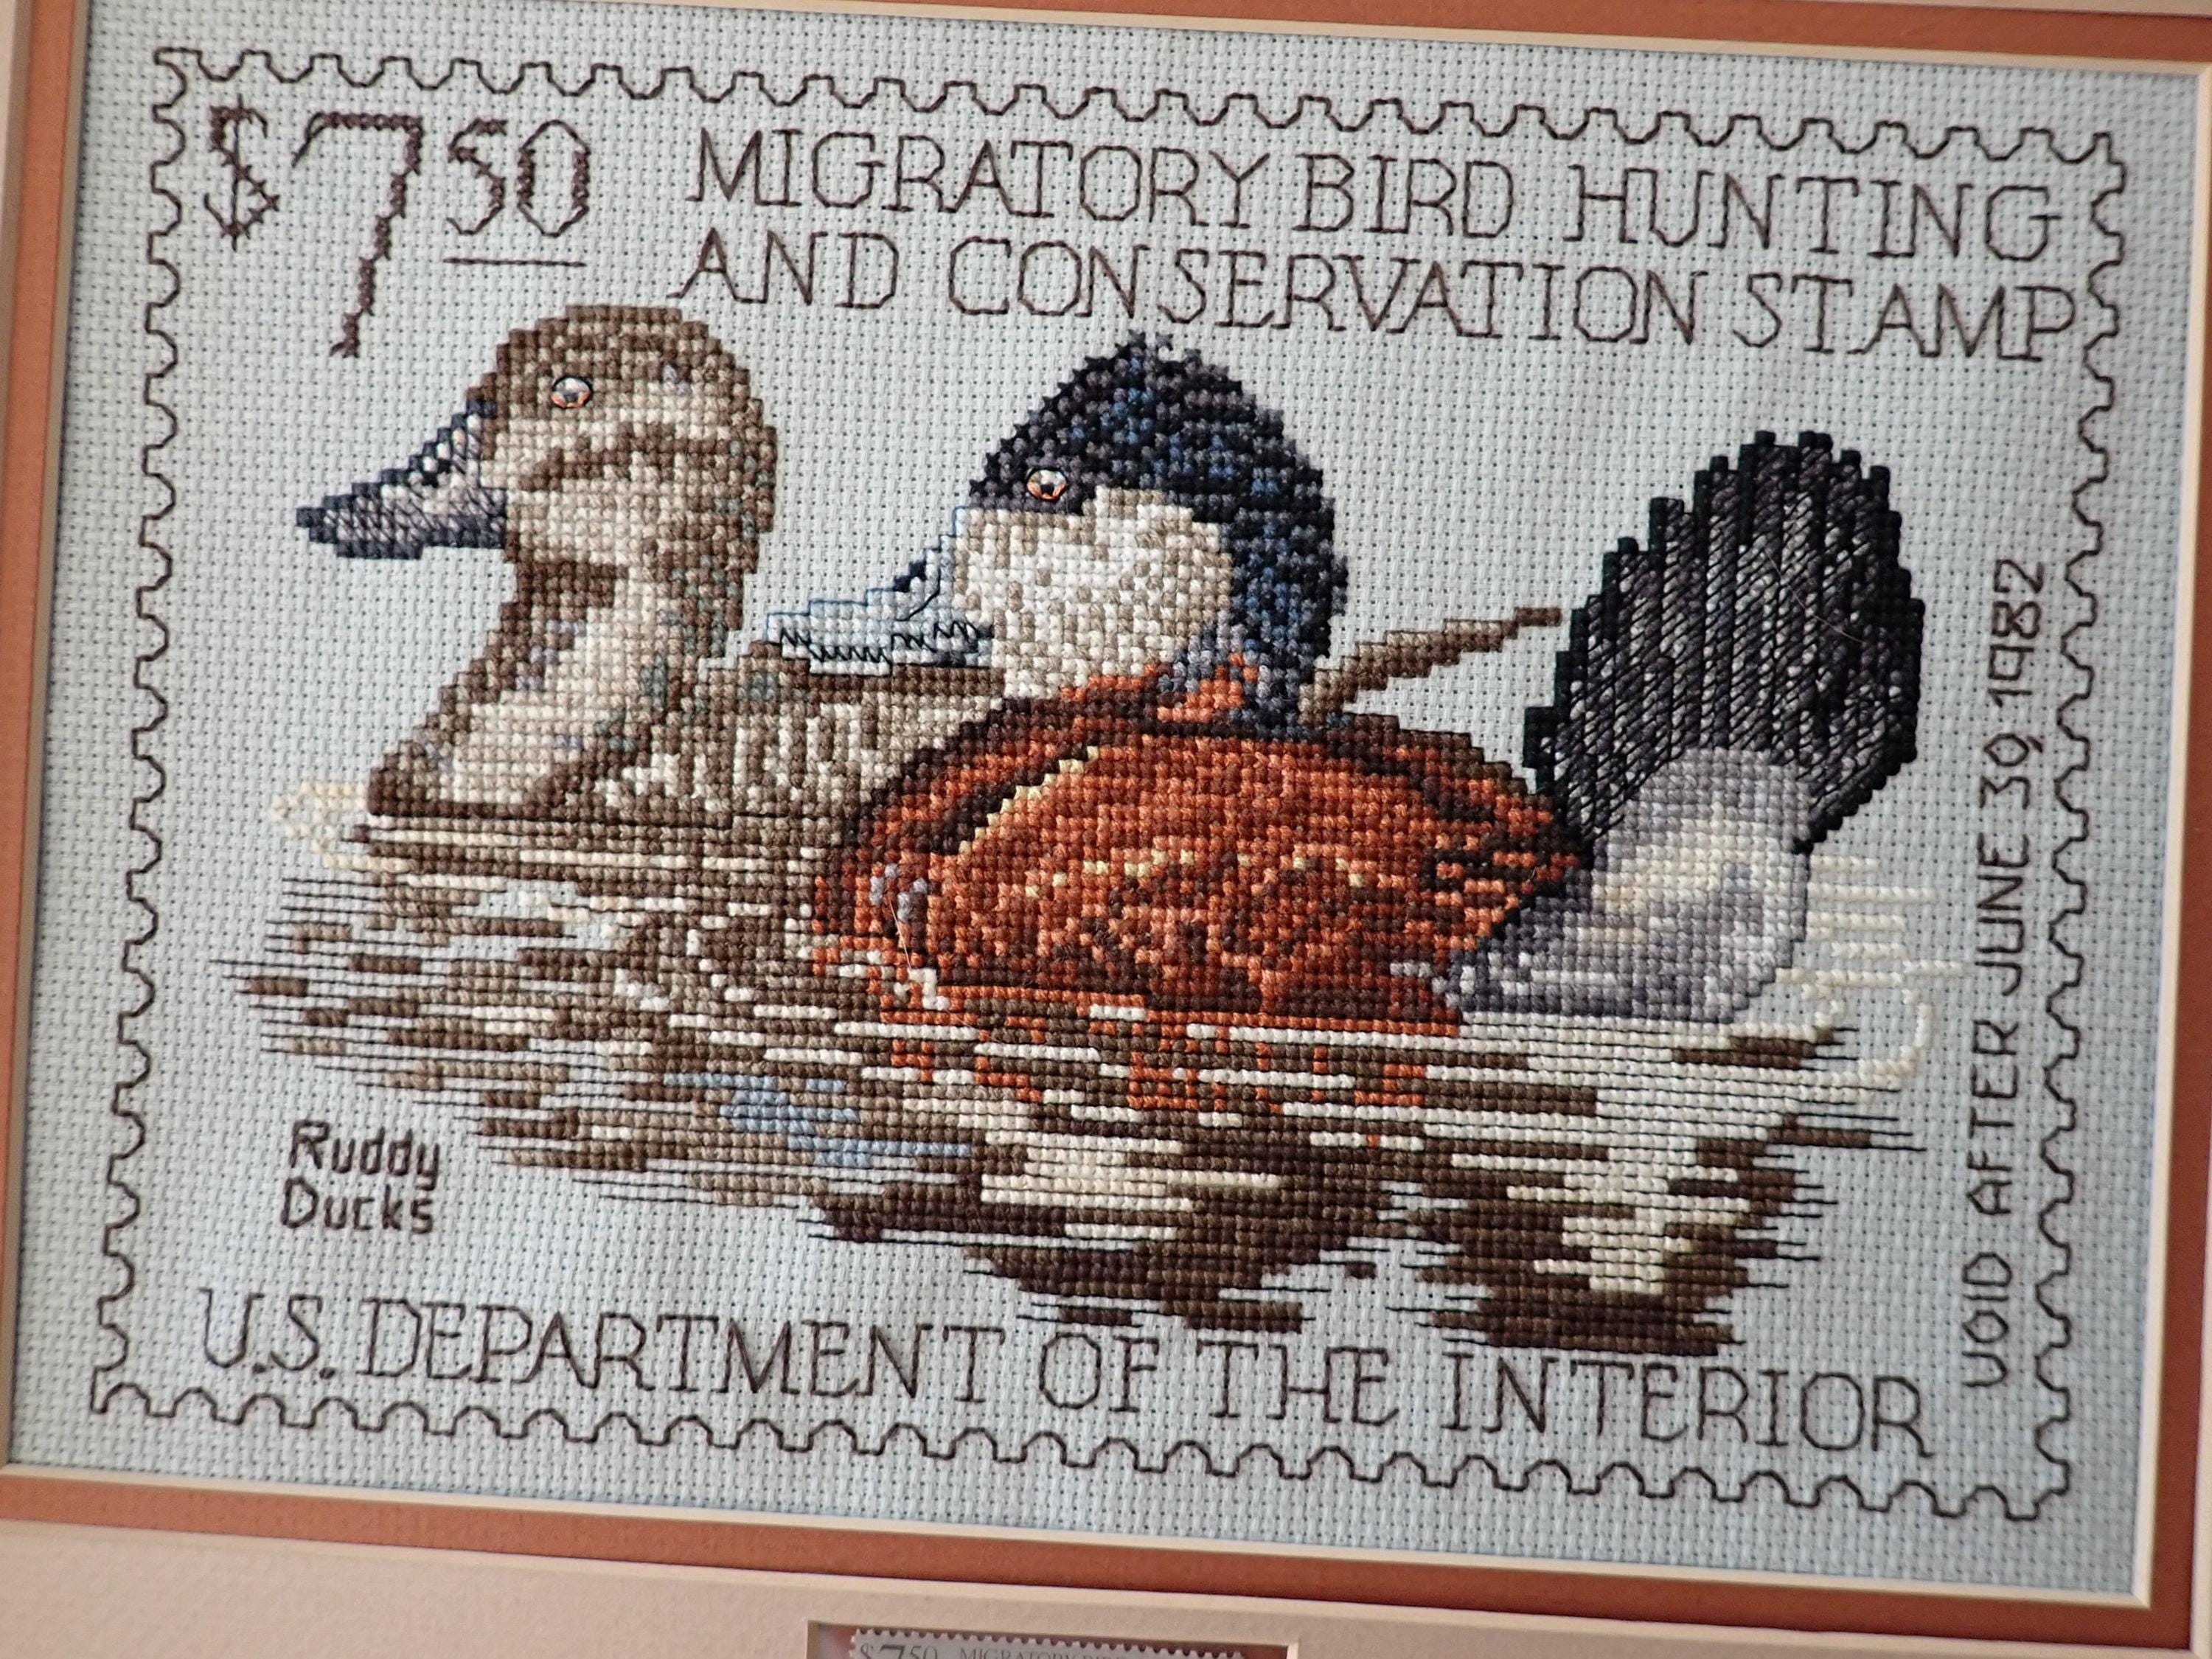 $7 50 MIGRATORY BIRD HUNTING
AND CONSERVATION STAMP
VOID AFTER JUNE 30, 1982
Ruddy
Ducks
U.S. DEPARTMENT OF THE INTERIOR
$7 50 MIGRATORY BIRD